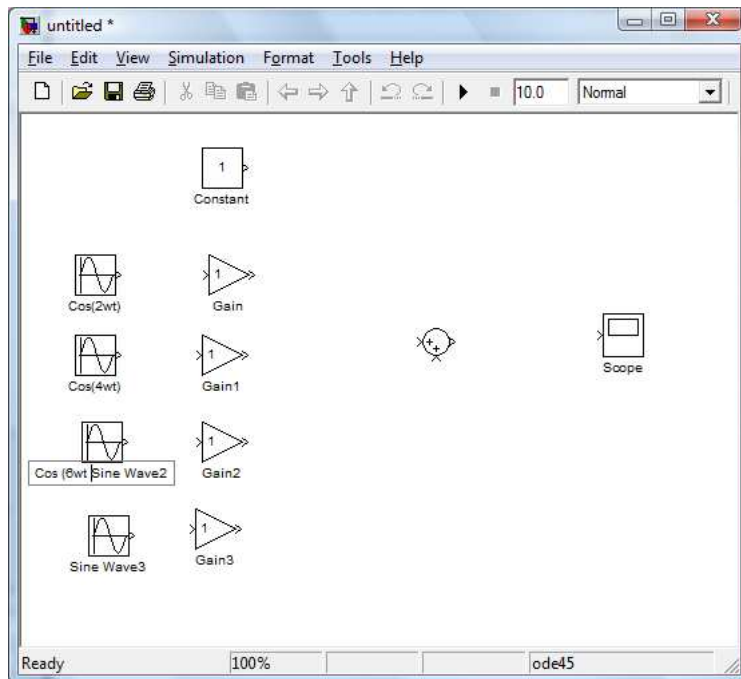 untitled *
File Edit View Simulation Format Tools Help
10.0 Normal
1
Constant
Cos(2wt)
1
Gain
Cos(4wt)
1
Gain1
Scope
Cos (6wt Sine Wave2
1
Gain2
Sine Wave3
1
Gain3
Ready 100% ode45